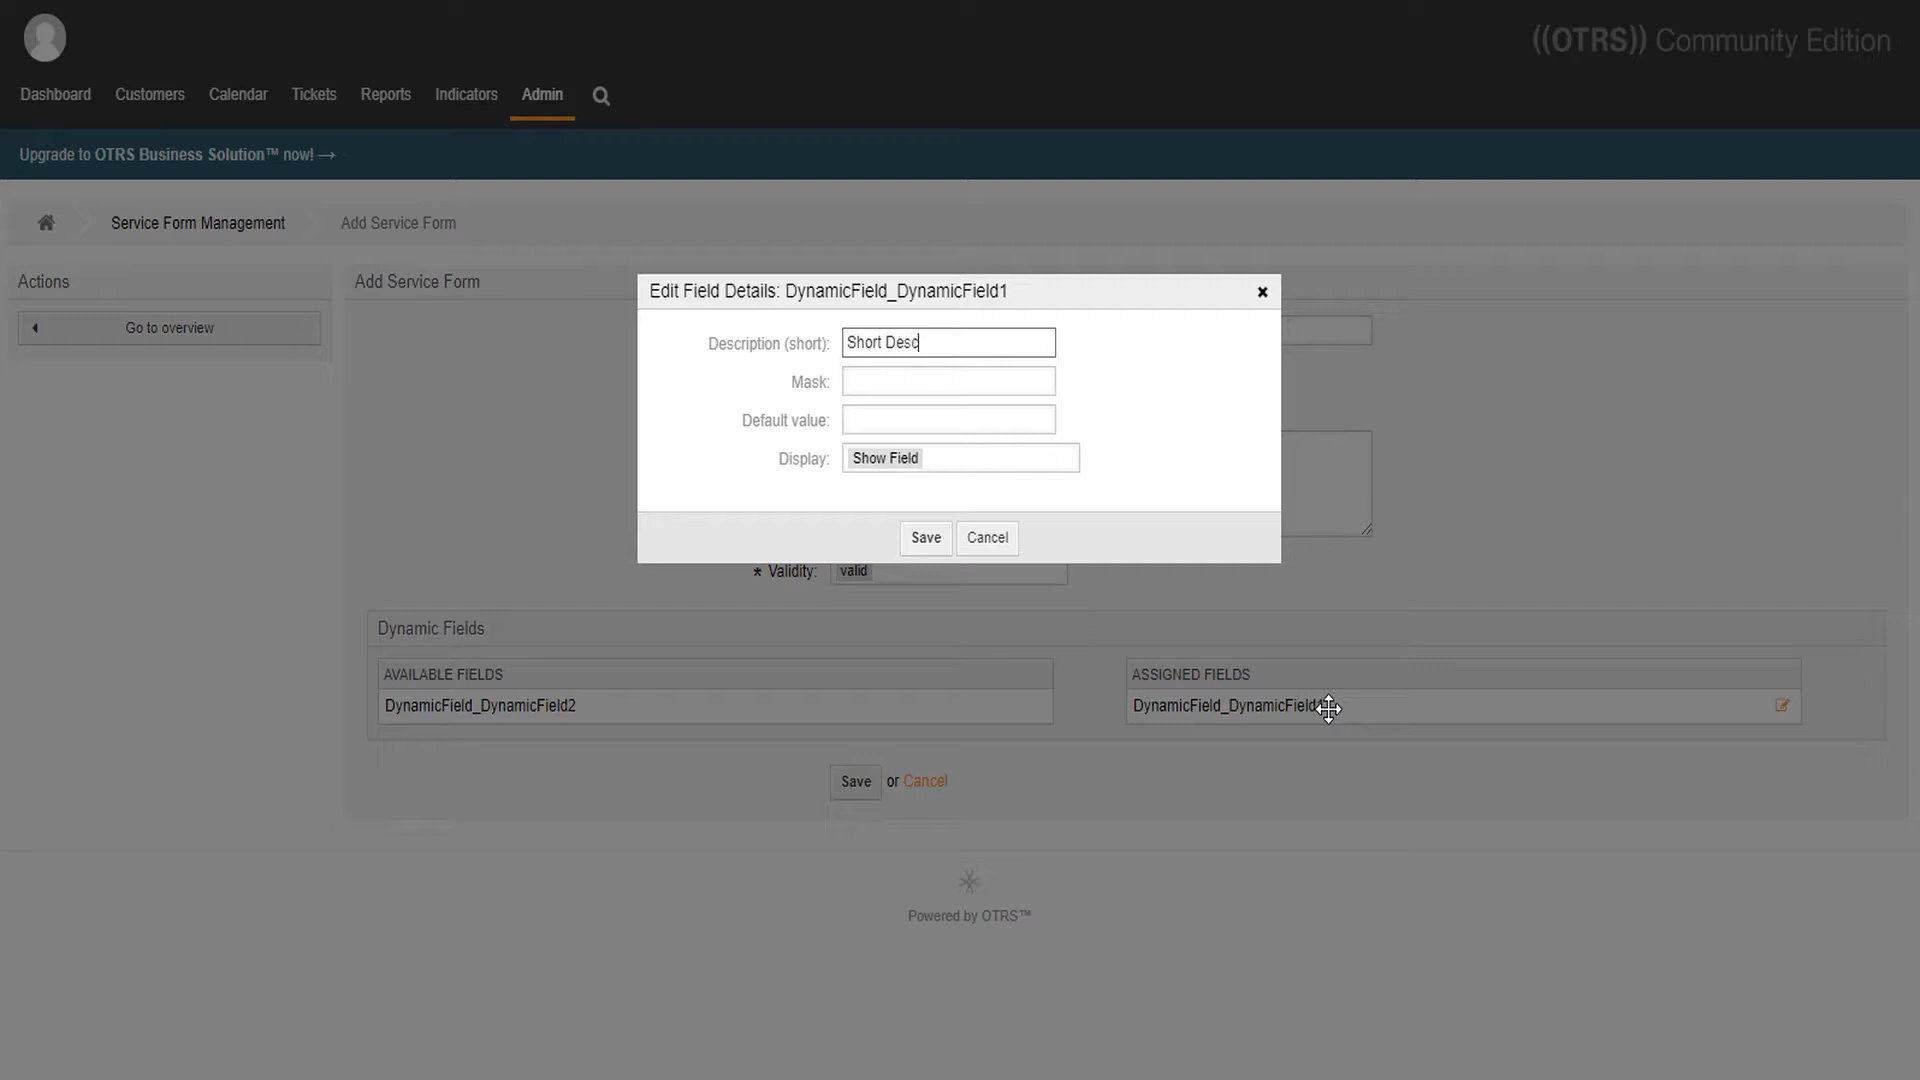 ((OTRS)) Community Edition
Dashboard Customers Calendar Tickets Reports Indicators Admin
Upgrade to OTRS Business Solution™ now! →
Service Form Management Add Service Form
Actions
Go to overview
Add Service Form
Edit Field Details: DynamicField_DynamicField1
Description (short): Short Desc
Mask:
Default value:
Display: Show Field
Save Cancel
* Validity: valid
Dynamic Fields
AVAILABLE FIELDS
DynamicField_DynamicField2
ASSIGNED FIELDS
DynamicField_DynamicField
Save or Cancel
Powered by OTRS™